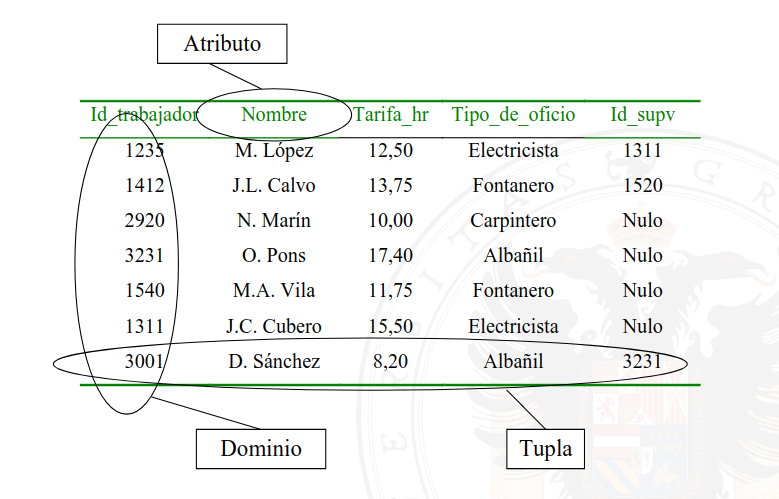 Atributo
Id_trabajador Nombre Tarifa_hr Tipo_de_oficio Id_supv
1235 M. López 12,50 Electricista 1311
1412 J.L. Calvo 13,75 Fontanero 1520
2920 N. Marín 10,00 Carpintero Nulo
3231 O. Pons 17,40 Albañil Nulo
1540 M.A. Vila 11,75 Fontanero Nulo
1311 J.C. Cubero 15,50 Electricista Nulo
3001 D. Sánchez 8,20 Albañil 3231
Dominio Tupla